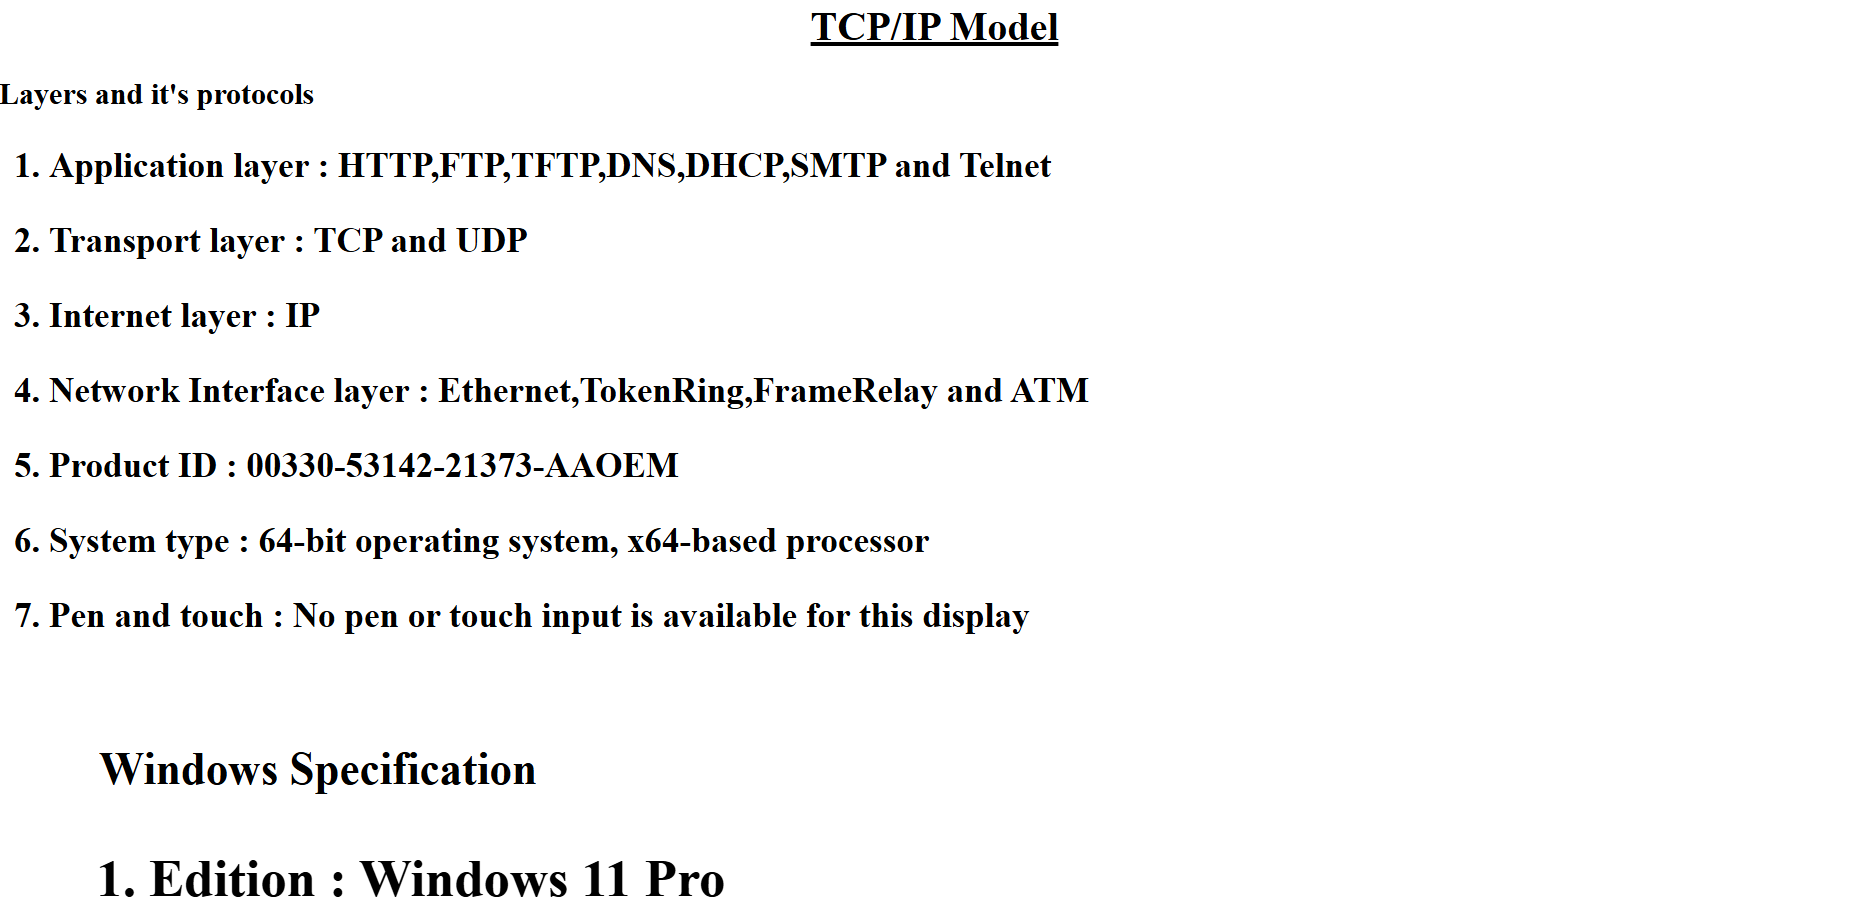 TCP/IP Model
Layers and it's protocols
1. Application layer : HTTP,FTP,TFTP,DNS,DHCP,SMTP and Telnet
2. Transport layer : TCP and UDP
3. Internet layer : IP
4. Network Interface layer : Ethernet,TokenRing,FrameRelay and ATM
5. Product ID : 00330-53142-21373-AAOEM
6. System type : 64-bit operating system, x64-based processor
7. Pen and touch : No pen or touch input is available for this display
Windows Specification
1. Edition : Windows 11 Pro